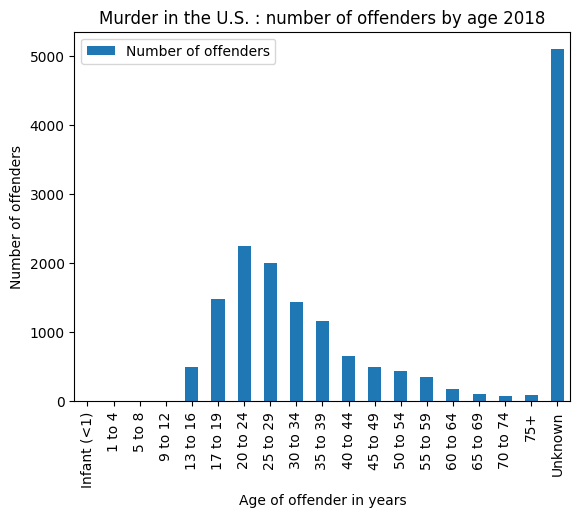 Murder in the U.S. : number of offenders by age 2018
Number of offenders
Number of offenders
5000
4000
3000
2000
1000
0
Infant (<1)
1 to 4
5 to 8
9 to 12
13 to 16
17 to 19
20 to 24
25 to 29
30 to 34
35 to 39
40 to 44
45 to 49
50 to 54
55 to 59
60 to 64
65 to 69
70 to 74
75+
Unknown
Age of offender in years